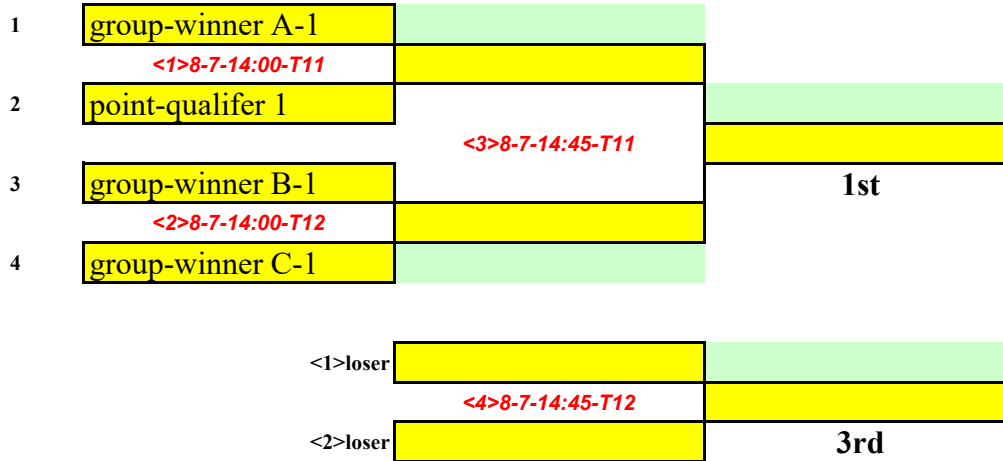 1 group-winner A-1
<1>8-7-14:00-T11
2 point-qualifer 1
<3>8-7-14:45-T11
3 group-winner B-1 1st
<2>8-7-14:00-T12
4 group-winner C-1
<1>loser
<4>8-7-14:45-T12
<2>loser 3rd